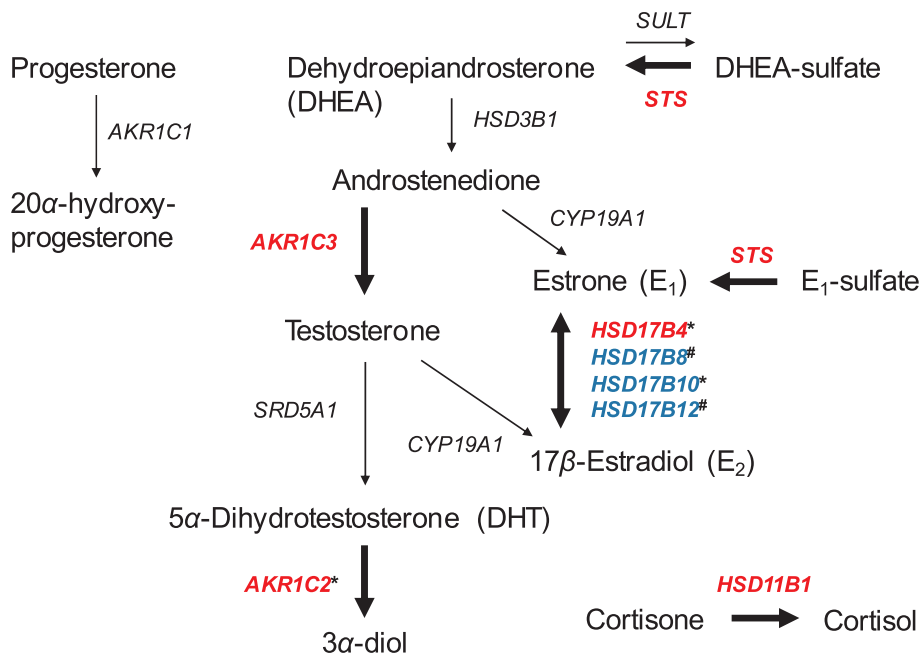 SULT
Progesterone
Dehydroepiandrosterone
(DHEA)
DHEA-sulfate
STS
AKR1C1
HSD3B1
20α-hydroxy-
progesterone
Androstenedione
CYP19A1
AKR1C3
STS
Estrone (E₁)
E₁-sulfate
Testosterone
HSD17B4*
HSD17B8#
HSD17B10*
HSD17B12#
SRD5A1
CYP19A1
17β-Estradiol (E₂)
5α-Dihydrotestosterone (DHT)
AKR1C2*
HSD11B1
Cortisone
Cortisol
3α-diol